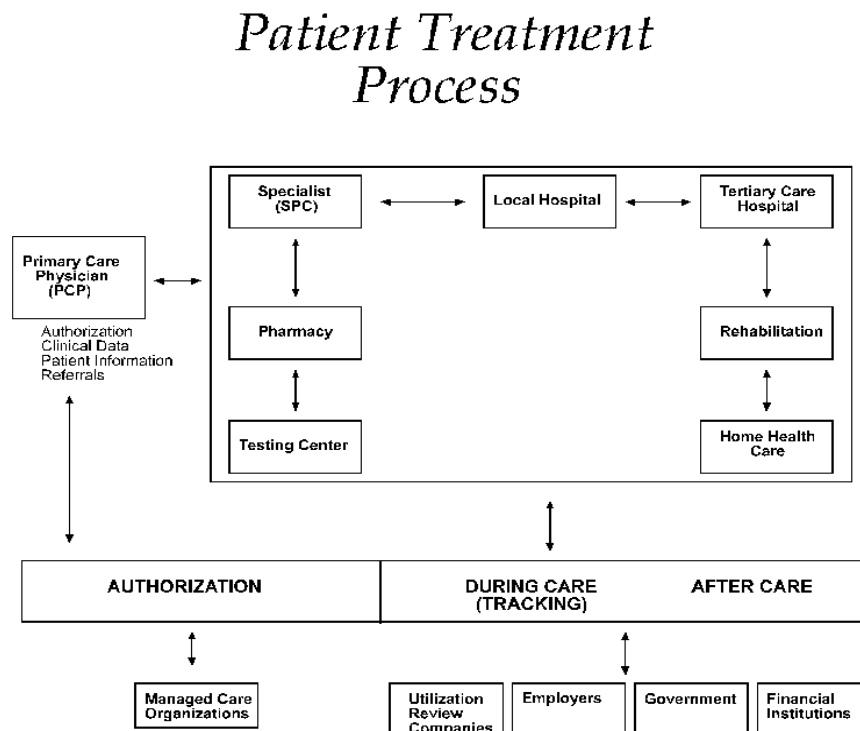 Patient Treatment
Process
Specialist
(SPC)
Local Hospital
Tertiary Care
Hospital
Primary Care
Physician
(PCP)
Authorization
Clinical Data
Patient Information
Referrals
Pharmacy
Rehabilitation
Testing Center
Home Health
Care
AUTHORIZATION
DURING CARE
(TRACKING)
AFTER CARE
Managed Care
Organizations
Utilization
Review
Companies
Employers
Government
Financial
Institutions